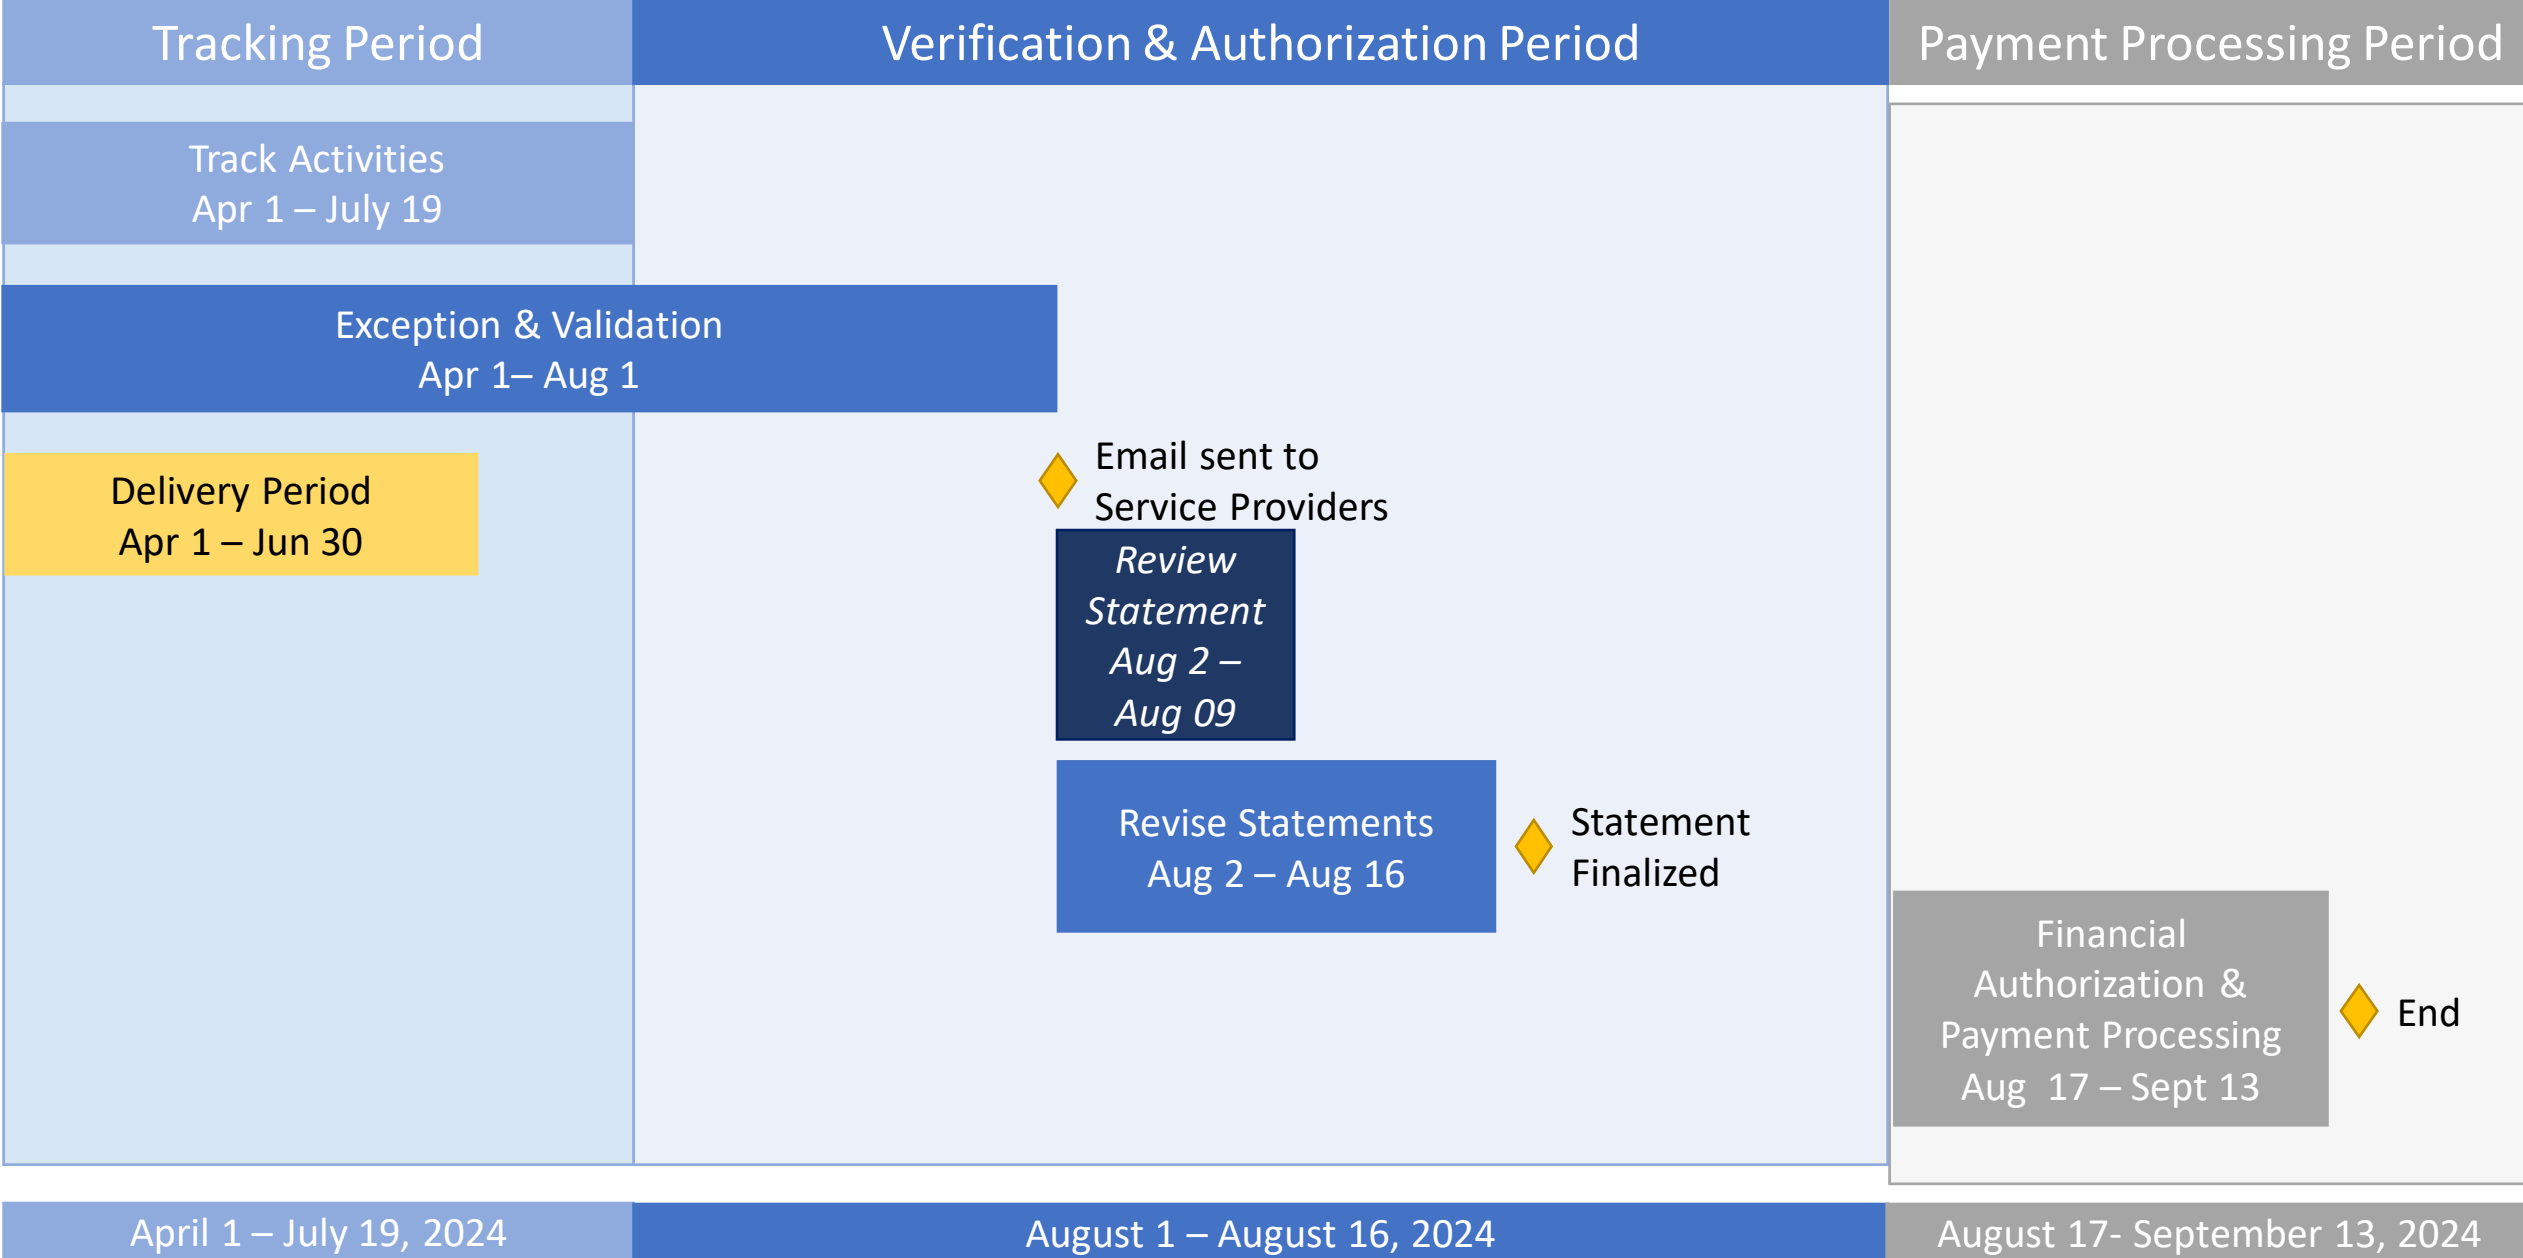 Tracking Period
Verification & Authorization Period
Payment Processing Period
Track Activities
Apr 1 – July 19
Exception & Validation
Apr 1– Aug 1
Delivery Period
Apr 1 – Jun 30
Email sent to
Service Providers
Review
Statement
Aug 2 –
Aug 09
Revise Statements
Aug 2 – Aug 16
Statement
Finalized
Financial
Authorization &
Payment Processing
Aug  17 – Sept 13
End
April 1 – July 19, 2024
August 1 – August 16, 2024
August 17- September 13, 2024